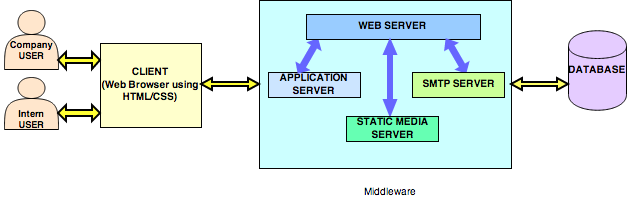 Company
USER
Intern
USER
CLIENT
(Web Browser using
HTML/CSS)
WEB SERVER
APPLICATION
SERVER
SMTP SERVER
STATIC MEDIA
SERVER
DATABASE
Middleware